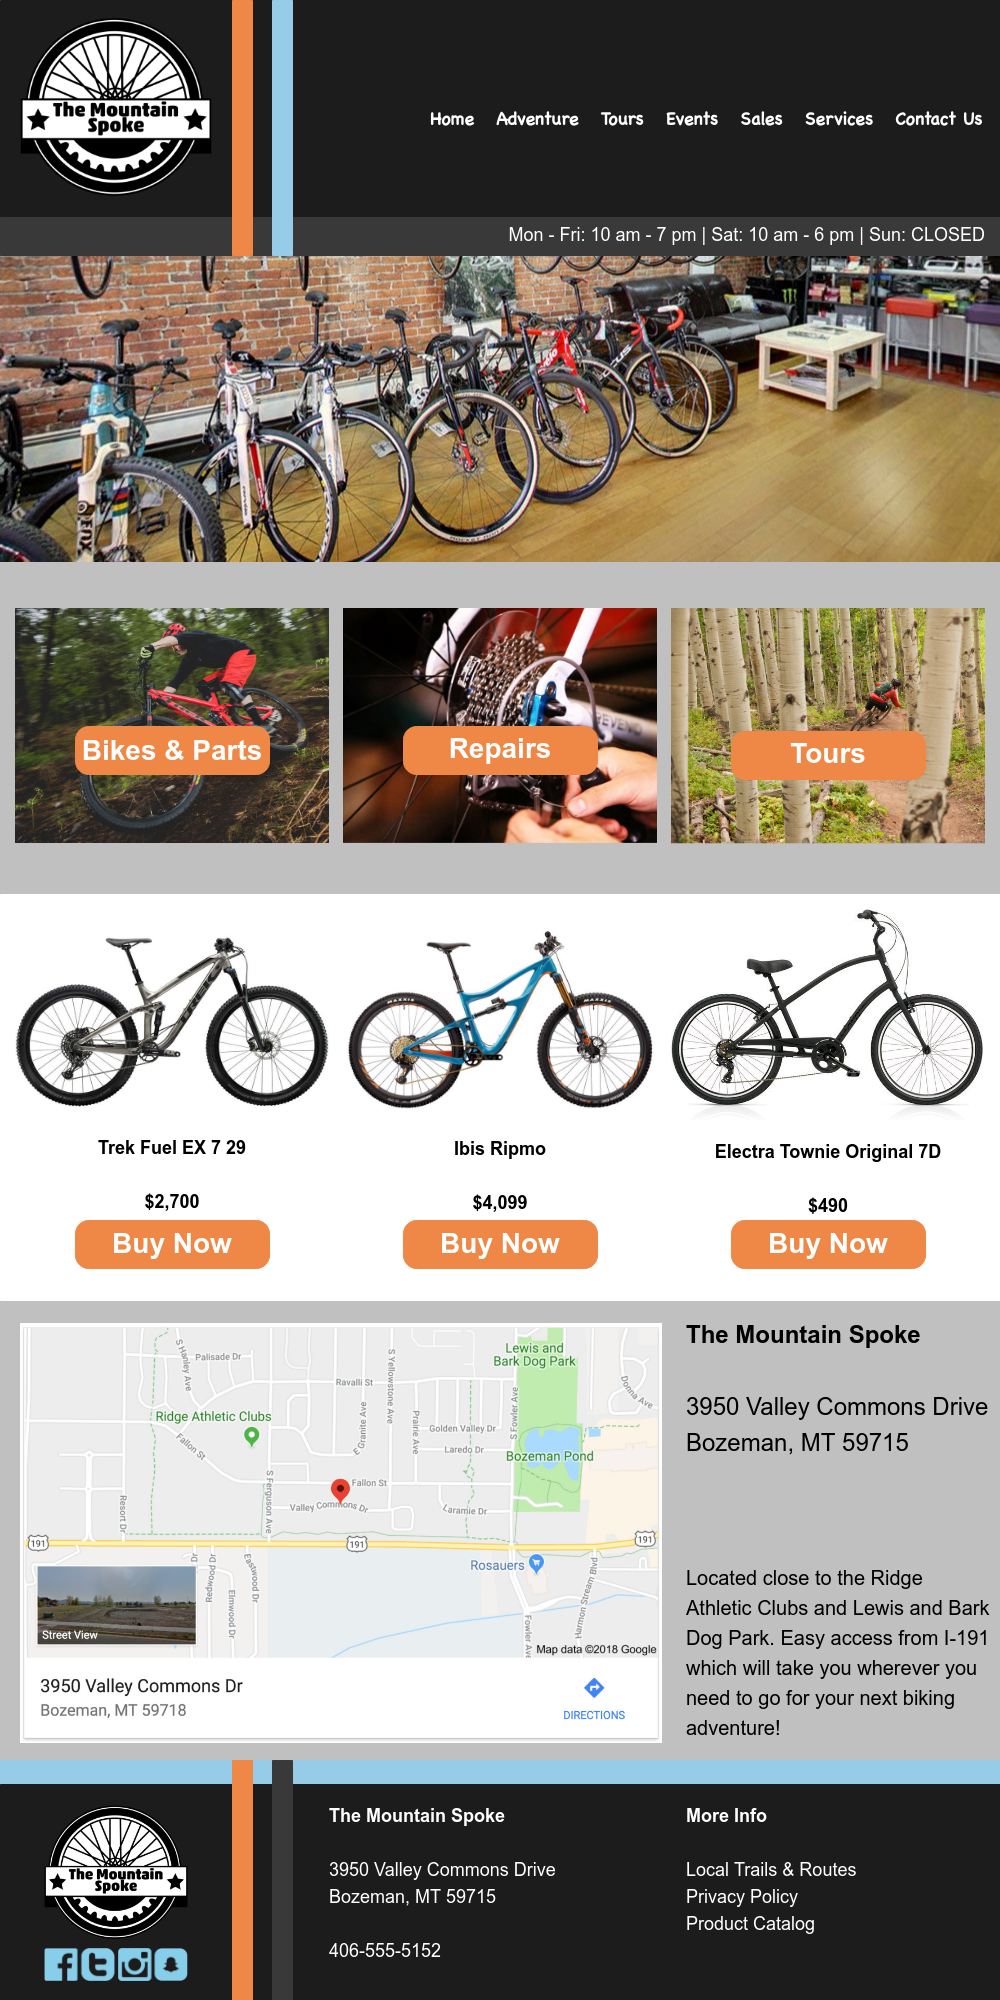 The Mountain
Spoke
Home Adventure Tours Events Sales Services Contact Us
Mon - Fri: 10 am - 7 pm | Sat: 10 am - 6 pm | Sun: CLOSED
Bikes & Parts
Repairs
Tours
TREK
Trek Fuel EX 7 29
Ibis Ripmo
Electra Townie Original 7D
$2,700
$4,099
$490
Buy Now
Buy Now
Buy Now
Lewis and
Bark Dog Park
S Hanley Ave
Palisade Dr
S Yellowstone Ave
Ravalli St
Donna Ave
Ridge Athletic Clubs
E Granite Ave
Prairie Ave
S Fowler Ave
Golden Valley Dr
Fallon St
Laredo Dr
Bozeman Pond
S Ferguson Ave
Fallon St
Resort Dr
Valley Commons Dr
Laramie Dr
191
191
191
Rosauers
Dr
Redwood Dr
Eastwood Dr
Elmwood Dr
Harmon Stream Blvd
Fowler Av
Street View
Map data ©2018 Google
3950 Valley Commons Dr
Bozeman, MT 59718
DIRECTIONS
The Mountain Spoke
3950 Valley Commons Drive
Bozeman, MT 59715
Located close to the Ridge
Athletic Clubs and Lewis and Bark
Dog Park. Easy access from I-191
which will take you wherever you
need to go for your next biking
adventure!
The Mountain
Spoke
The Mountain Spoke
3950 Valley Commons Drive
Bozeman, MT 59715
406-555-5152
More Info
Local Trails & Routes
Privacy Policy
Product Catalog